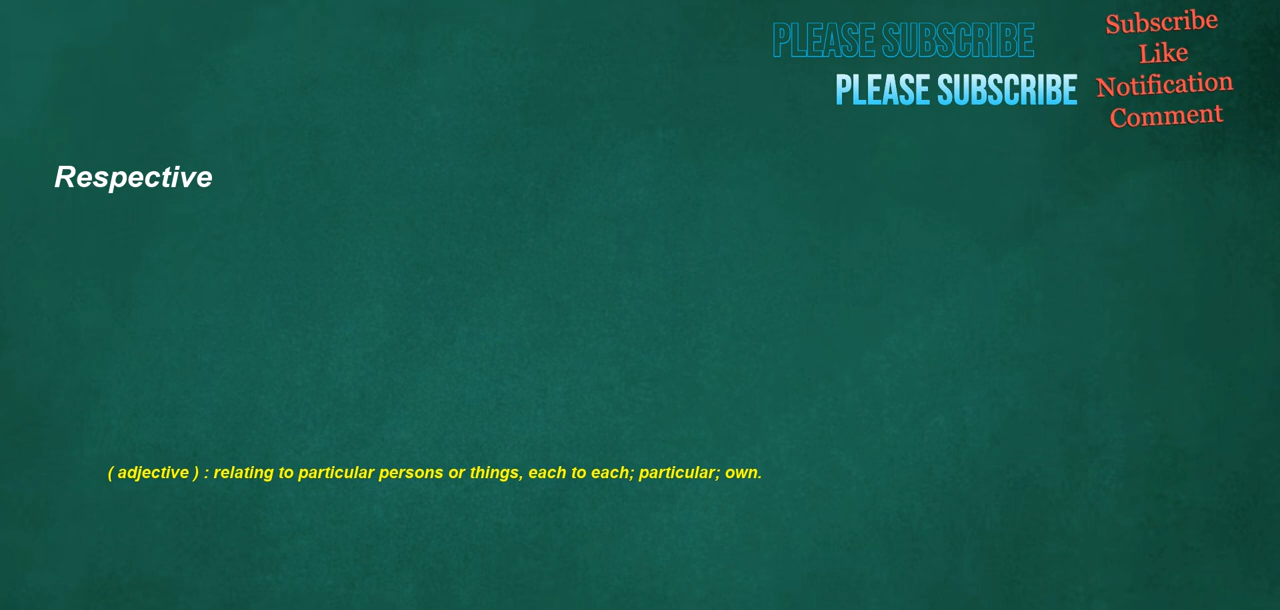 PLEASE SUBSCRIBE
PLEASE SUBSCRIBE
Subscribe
Like
Notification
Comment
Respective
( adjective ) : relating to particular persons or things, each to each; particular; own.